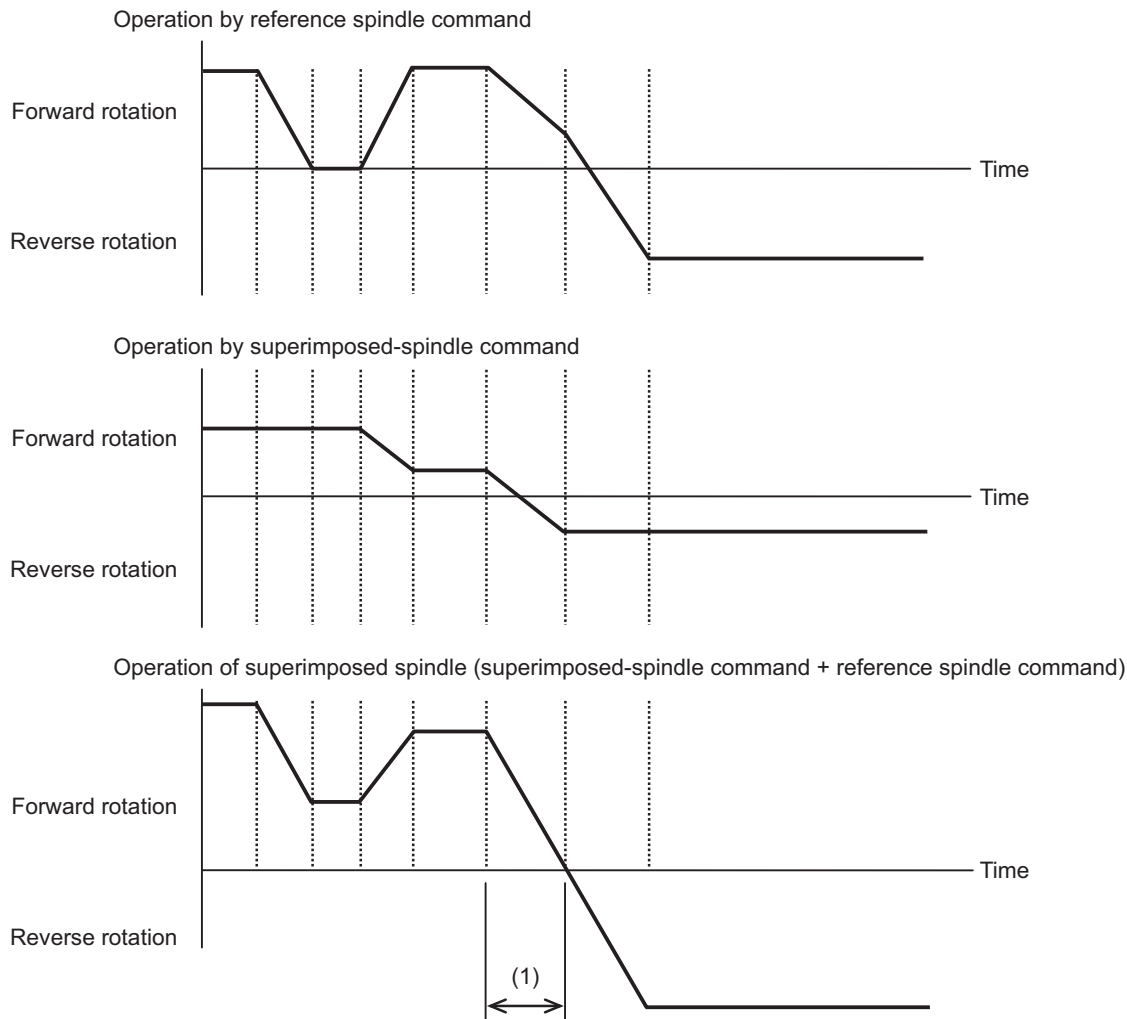 Operation by reference spindle command
Forward rotation
Time
Reverse rotation
Operation by superimposed-spindle command
Forward rotation
Time
Reverse rotation
Operation of superimposed spindle (superimposed-spindle command + reference spindle command)
Forward rotation
Time
Reverse rotation
(1)